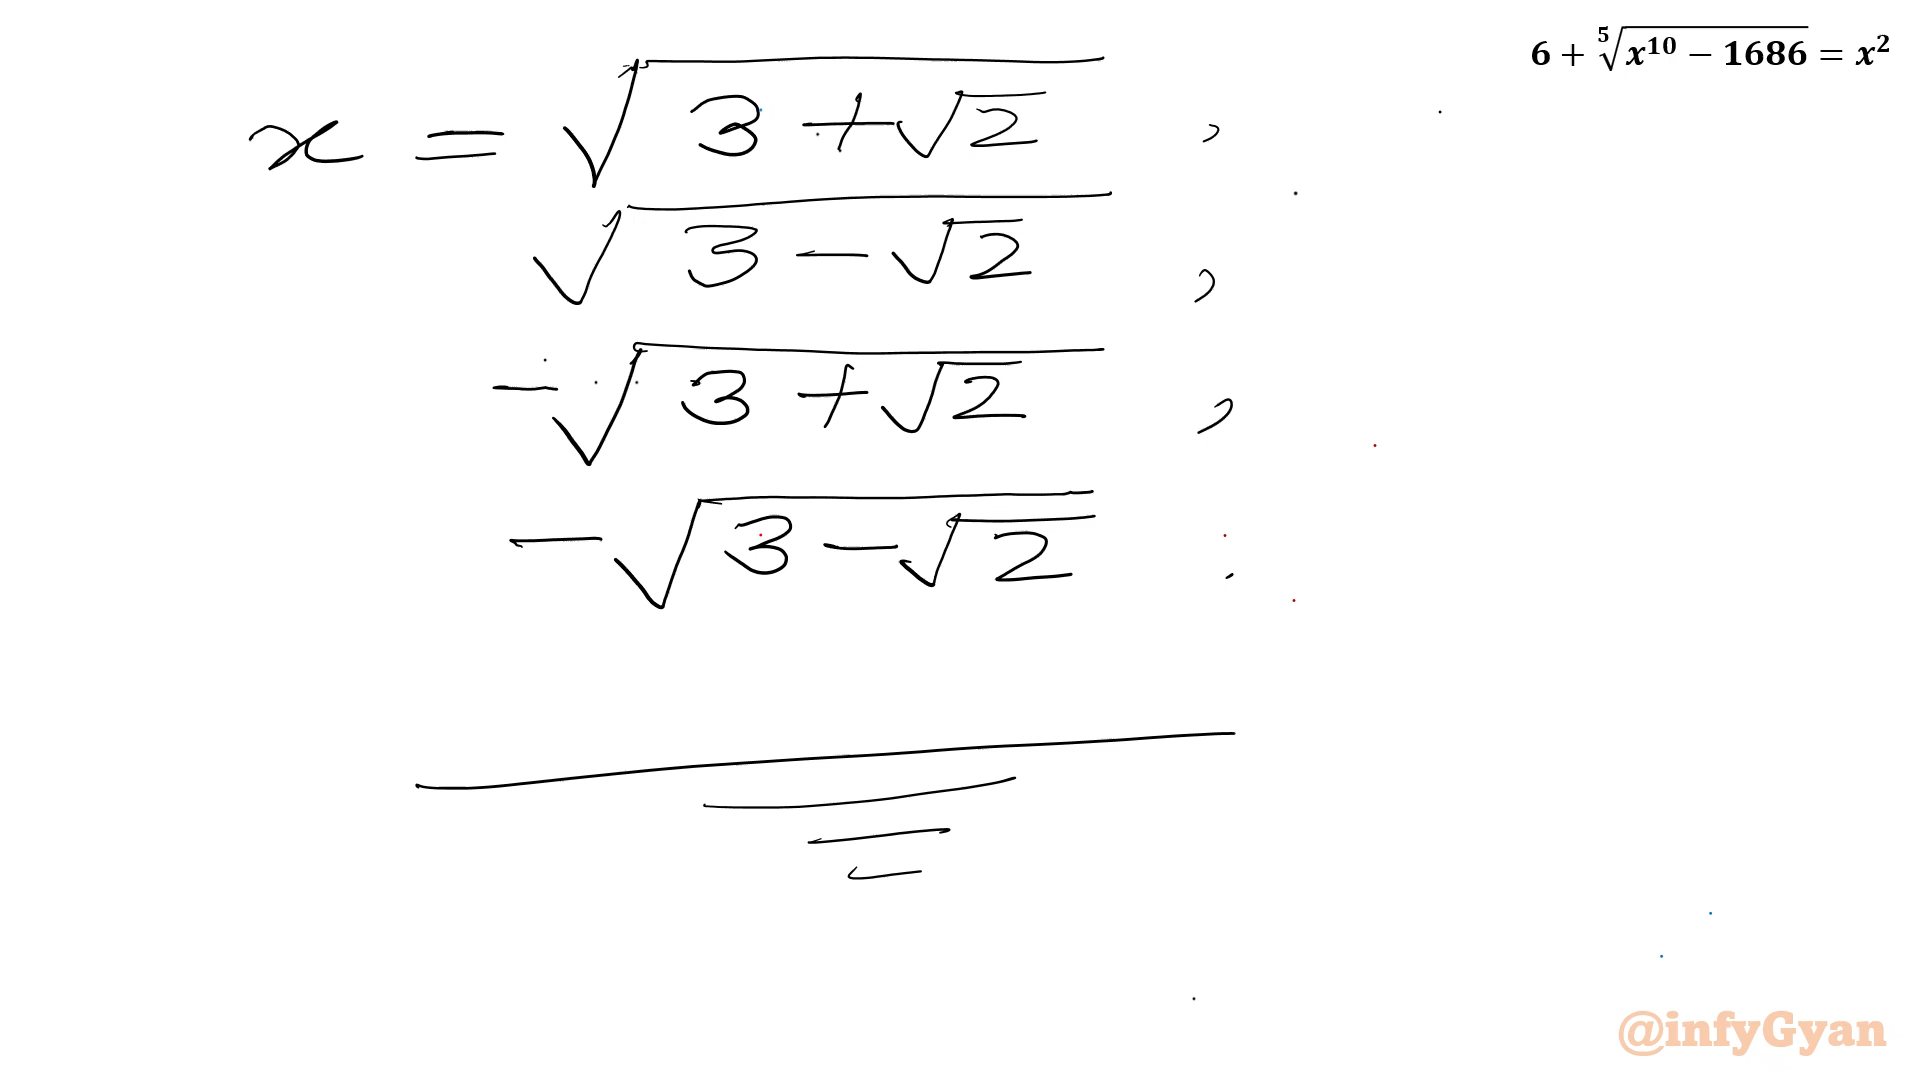 6 + ⁵√(x¹⁰ − 1686) = x²
x = √(3 + √2) ,
√(3 − √2) ,
−√(3 + √2) ,
−√(3 − √2) .
@infyGyan